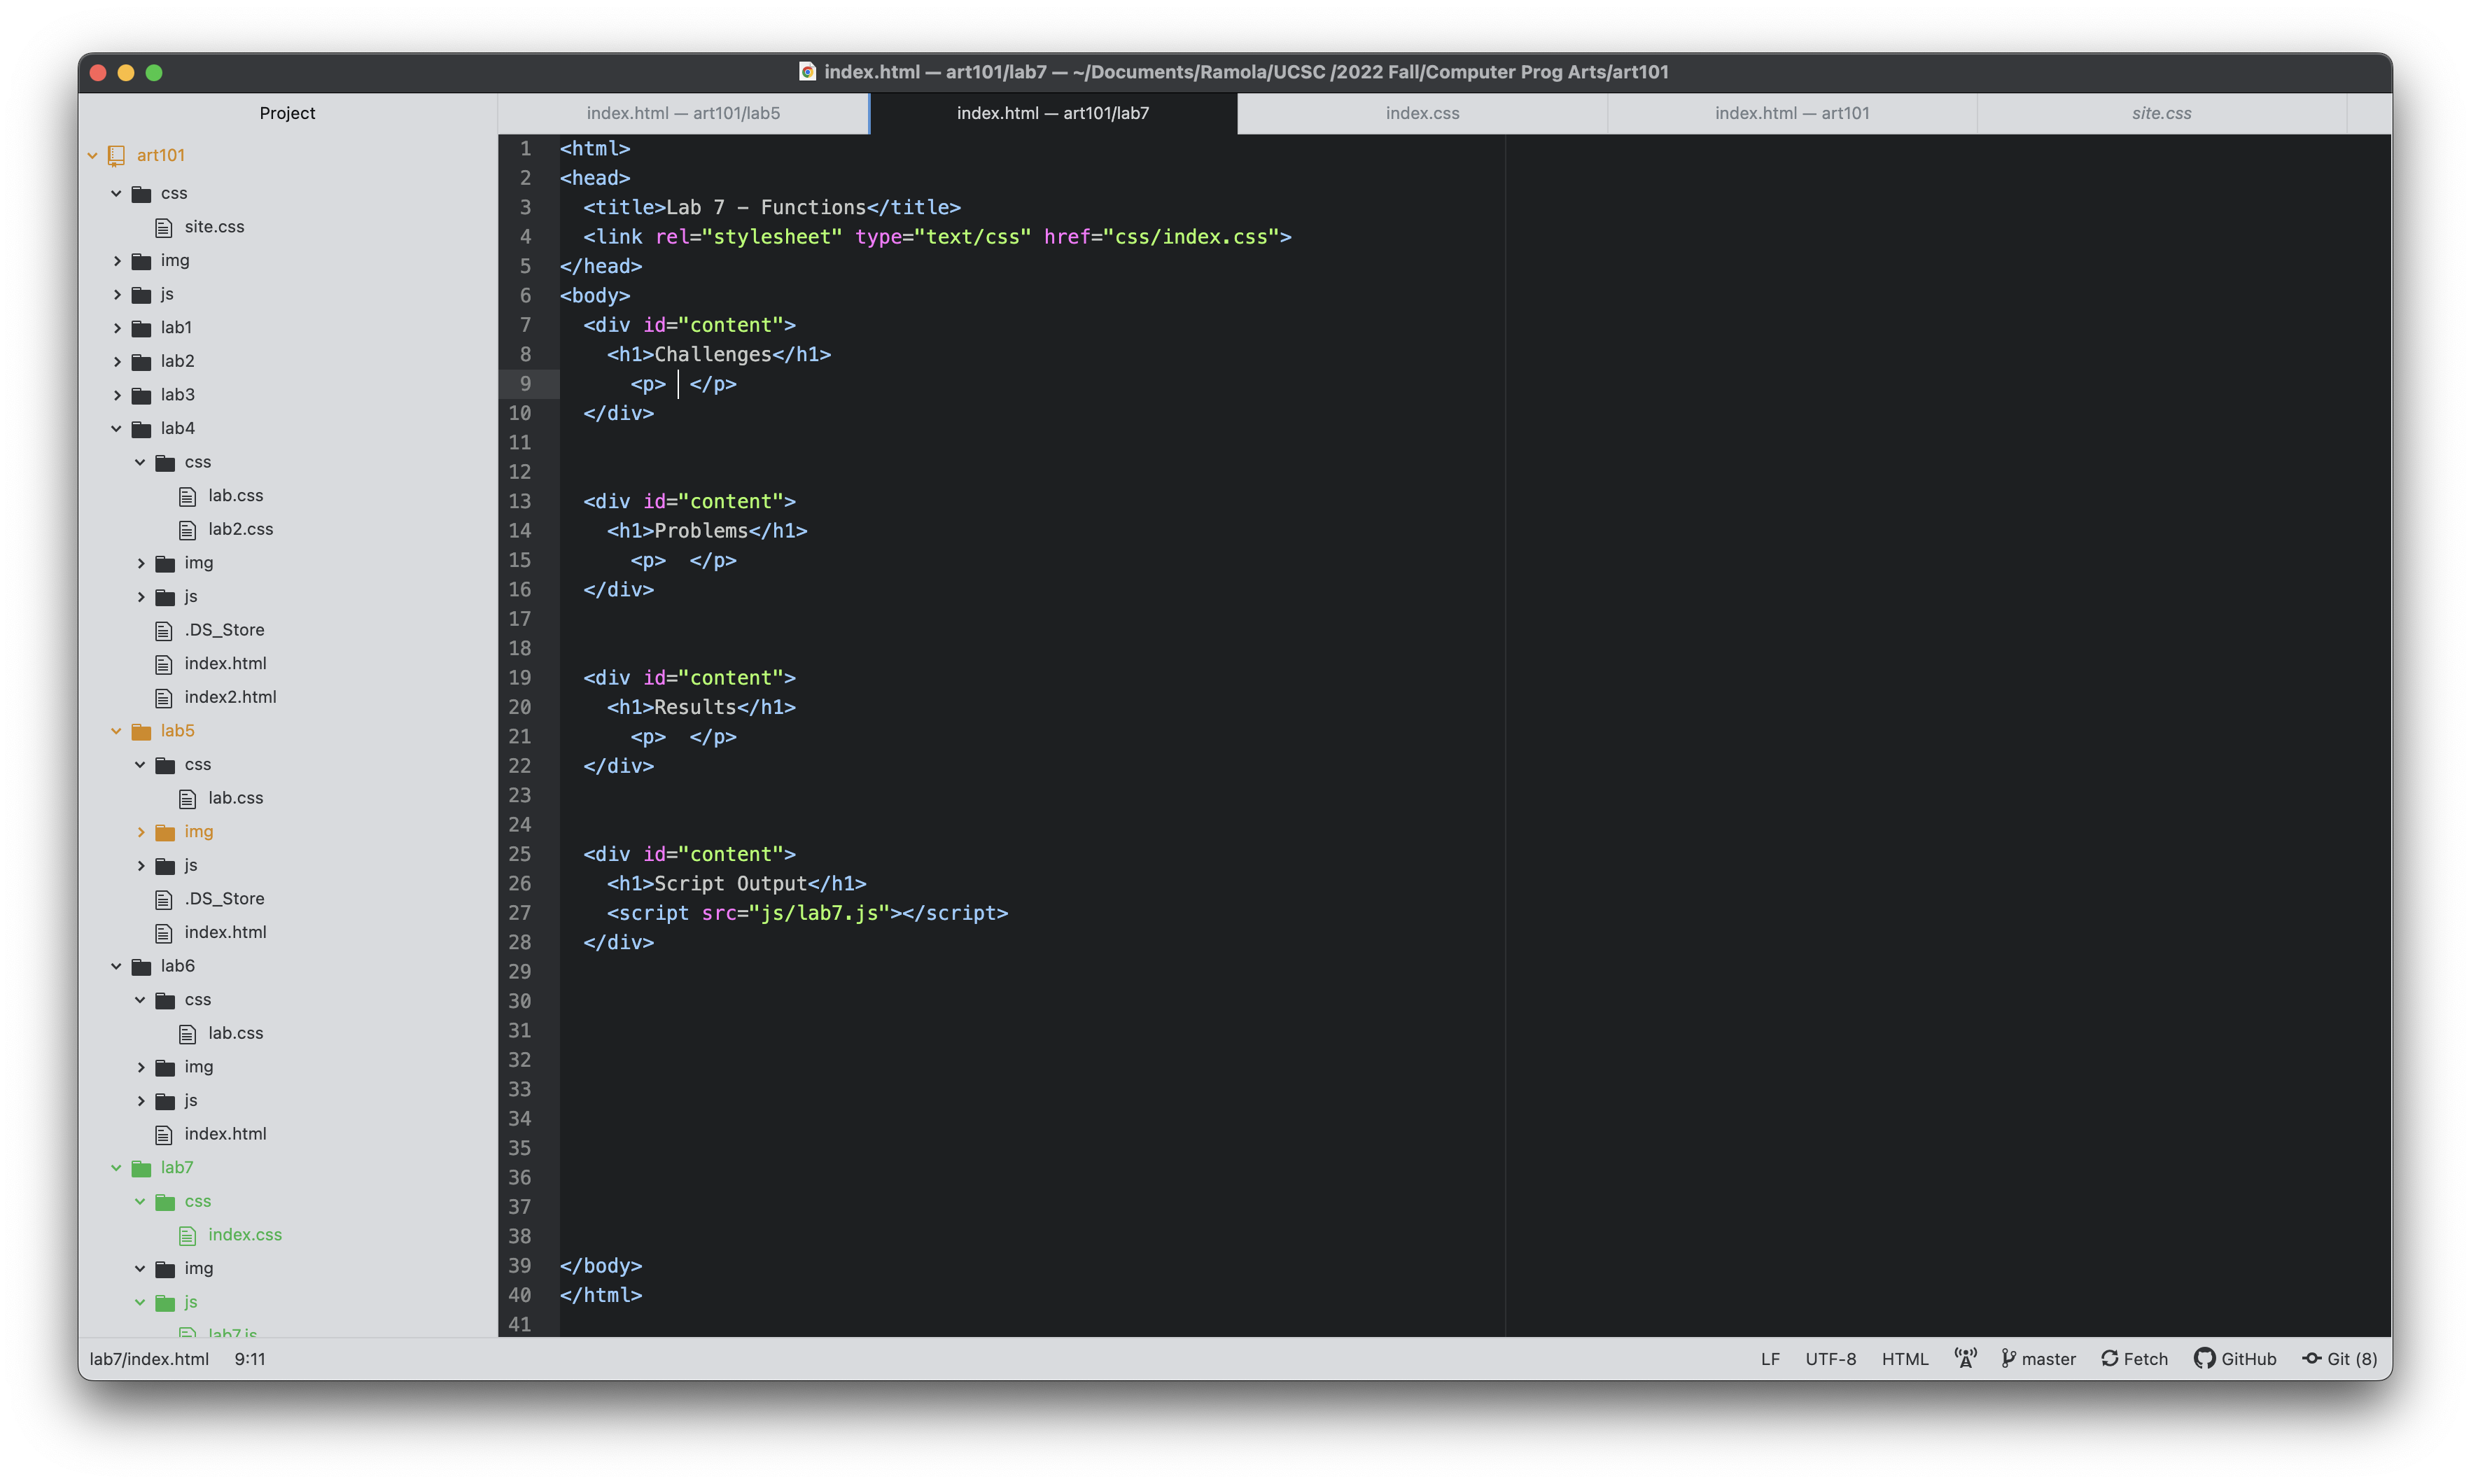 index.html — art101/lab7 — ~/Documents/Ramola/UCSC /2022 Fall/Computer Prog Arts/art101
Project
index.html — art101/lab5
index.html — art101/lab7
index.css
index.html — art101
site.css
art101
css
site.css
img
js
lab1
lab2
lab3
lab4
css
lab.css
lab2.css
img
js
.DS_Store
index.html
index2.html
lab5
css
lab.css
img
js
.DS_Store
index.html
lab6
css
lab.css
img
js
index.html
lab7
css
index.css
img
js
lab7.js
1 <html>
2 <head>
3 <title>Lab 7 - Functions</title>
4 <link rel="stylesheet" type="text/css" href="css/index.css">
5 </head>
6 <body>
7 <div id="content">
8 <h1>Challenges</h1>
9 <p>  </p>
10 </div>
11
12
13 <div id="content">
14 <h1>Problems</h1>
15 <p>  </p>
16 </div>
17
18
19 <div id="content">
20 <h1>Results</h1>
21 <p>  </p>
22 </div>
23
24
25 <div id="content">
26 <h1>Script Output</h1>
27 <script src="js/lab7.js"></script>
28 </div>
29
30
31
32
33
34
35
36
37
38
39 </body>
40 </html>
41
lab7/index.html 9:11
LF UTF-8 HTML master Fetch GitHub Git (8)